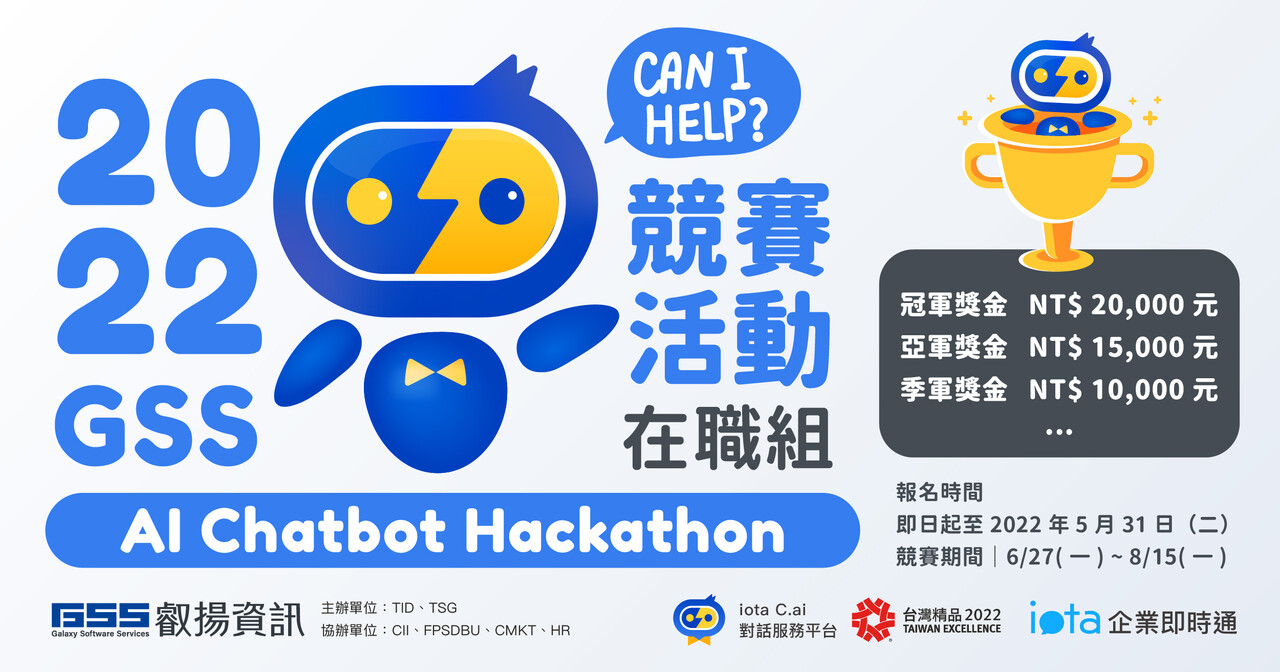 20
22
GSS
CAN I
HELP?
競賽
活動
在職組
AI Chatbot Hackathon
冠軍獎金 NT$ 20,000 元
亞軍獎金 NT$ 15,000 元
季軍獎金 NT$ 10,000 元
...
報名時間
即日起至 2022 年 5 月 31 日（二）
競賽期間｜6/27( 一 ) ~ 8/15( 一 )
GSS
Galaxy Software Services
叡揚資訊
主辦單位：TID、TSG
協辦單位：CII、FPSDBU、CMKT、HR
iota C.ai
對話服務平台
台灣精品 2022
TAIWAN EXCELLENCE
iota 企業即時通